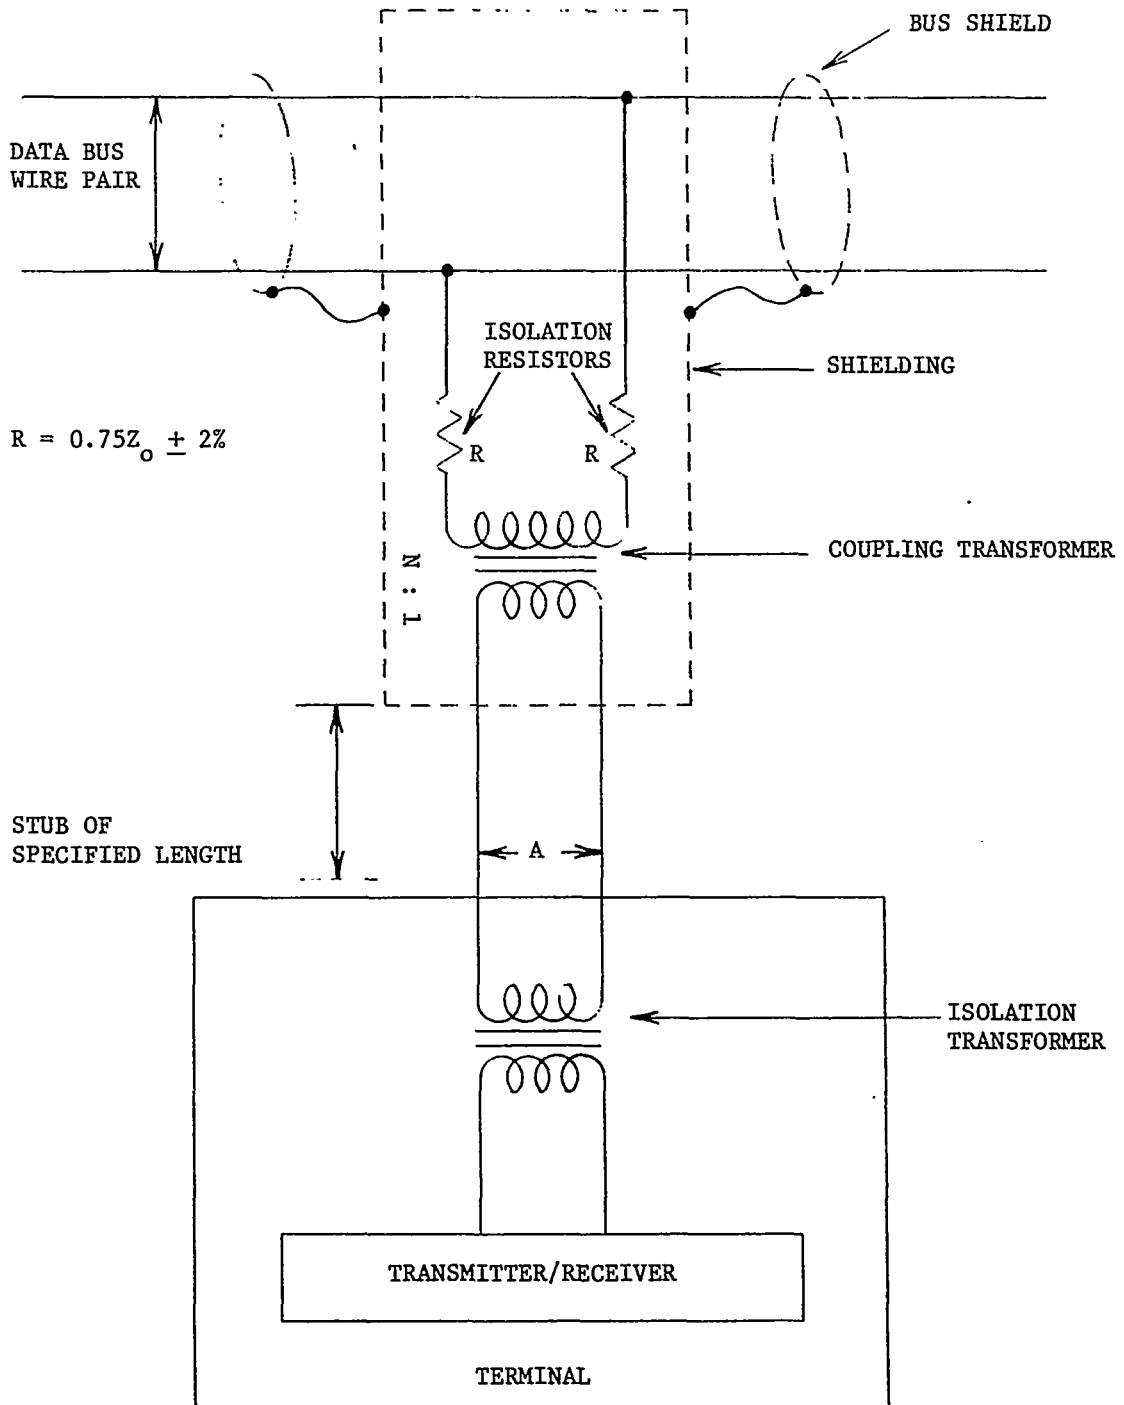 BUS SHIELD
DATA BUS
WIRE PAIR
ISOLATION
RESISTORS
SHIELDING
R = 0.75Z_o ± 2%
R
R
COUPLING TRANSFORMER
N : 1
STUB OF
SPECIFIED LENGTH
A
ISOLATION
TRANSFORMER
TRANSMITTER/RECEIVER
TERMINAL